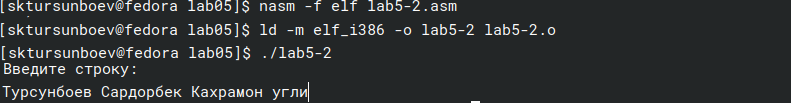 [sktursunboev@fedora lab05]$ nasm -f elf lab5-2.asm
[sktursunboev@fedora lab05]$ ld -m elf_i386 -o lab5-2 lab5-2.o
[sktursunboev@fedora lab05]$ ./lab5-2
Введите строку:
Турсунбоев Сардорбек Кахрамон угли